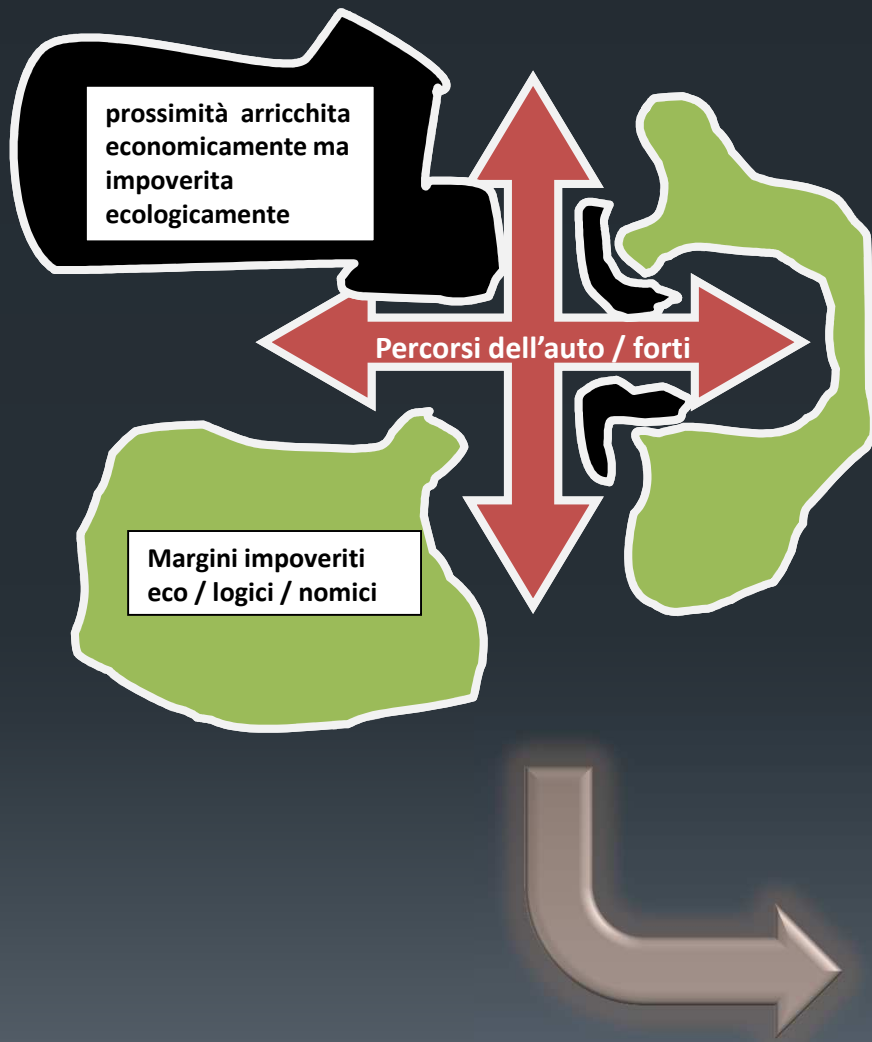 prossimità arricchita
economicamente ma
impoverita
ecologicamente
Percorsi dell’auto / forti
Margini impoveriti
eco / logici / nomici